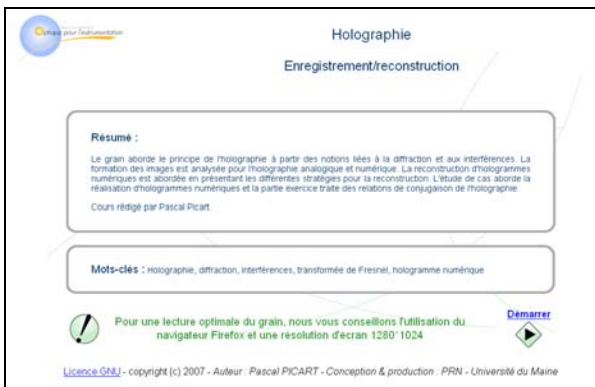 Optique pour l'instrumentation
Holographie
Enregistrement/reconstruction
Résumé :
Le grain aborde le principe de l'holographie à partir des notions liées à la diffraction et aux interférences. La
formation des images est analysée pour l'holographie analogique et numérique. La reconstruction d'hologrammes
numériques est abordée en présentant les différentes stratégies pour la reconstruction. L'étude de cas aborde la
réalisation d'hologrammes numériques et la partie exercice traite des relations de conjugaison de l'holographie.
Cours rédigé par Pascal Picart.
Mots-clés : Holographie, diffraction, interférences, transformée de Fresnel, hologramme numérique
Pour une lecture optimale du grain, nous vous conseillons l'utilisation du
navigateur Firefox et une résolution d'écran 1280*1024
Démarrer
Licence GNU - copyright (c) 2007 - Auteur : Pascal PICART - Conception & production : PRN - Université du Maine